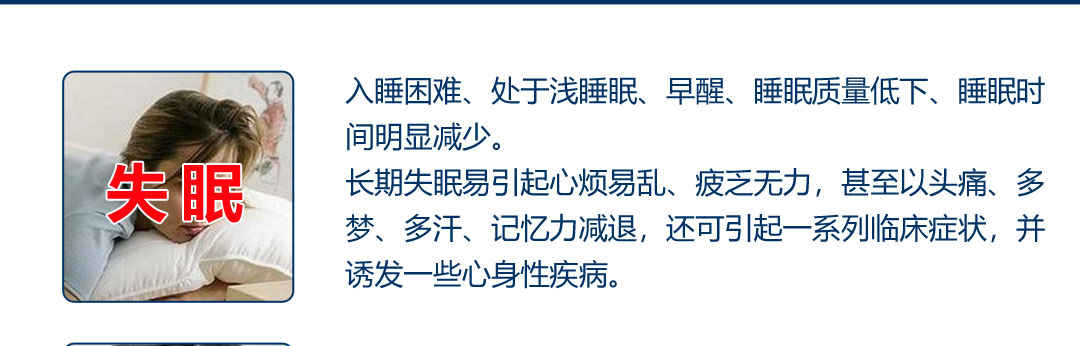 失眠
入睡困难、处于浅睡眠、早醒、睡眠质量低下、睡眠时
间明显减少。
长期失眠易引起心烦易乱、疲乏无力，甚至以头痛、多
梦、多汗、记忆力减退，还可引起一系列临床症状，并
诱发一些心身性疾病。